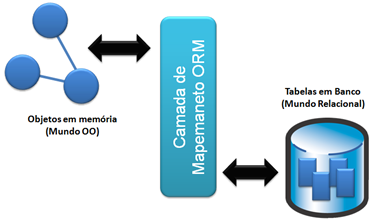 Objetos em memória
(Mundo OO)
Camada de
Mapemaneto ORM
Tabelas em Banco
(Mundo Relacional)